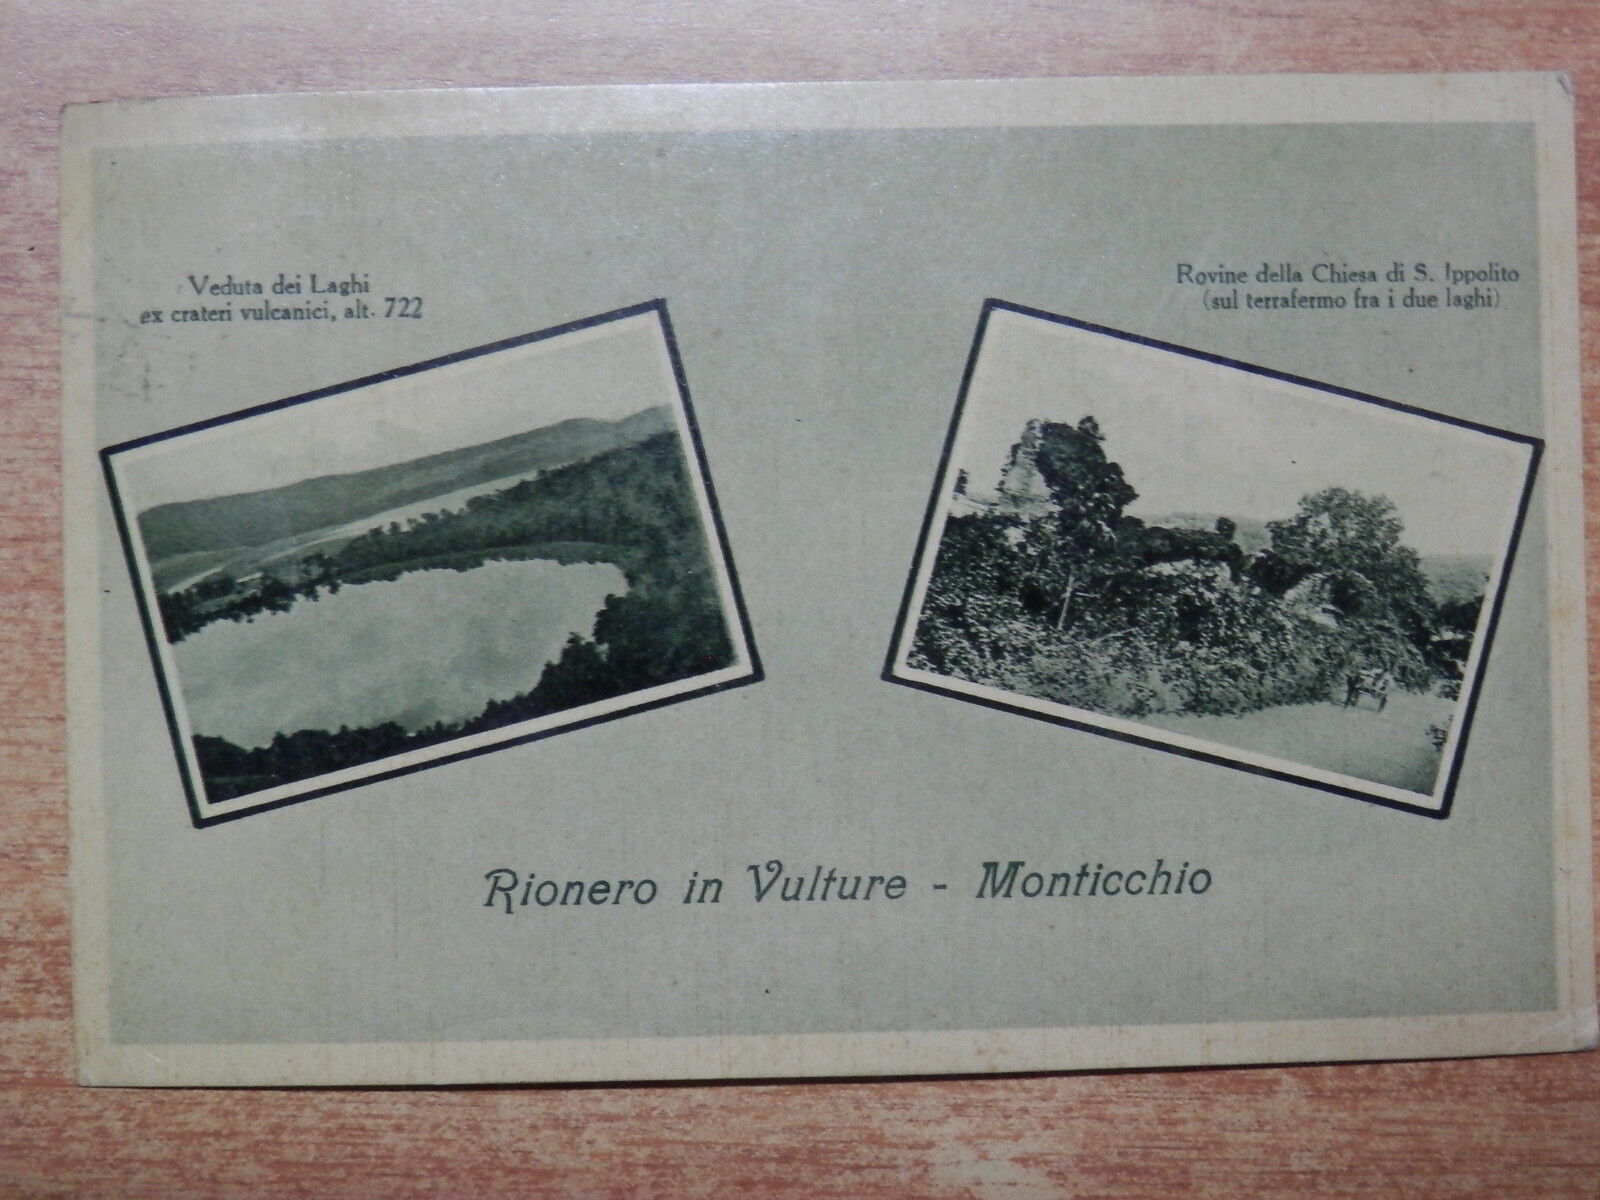 Veduta dei Laghi
ex crateri vulcanici, alt. 722
Rovine della Chiesa di S. Ippolito
(sul terrafermo fra i due laghi)
Rionero in Vulture - Monticchio